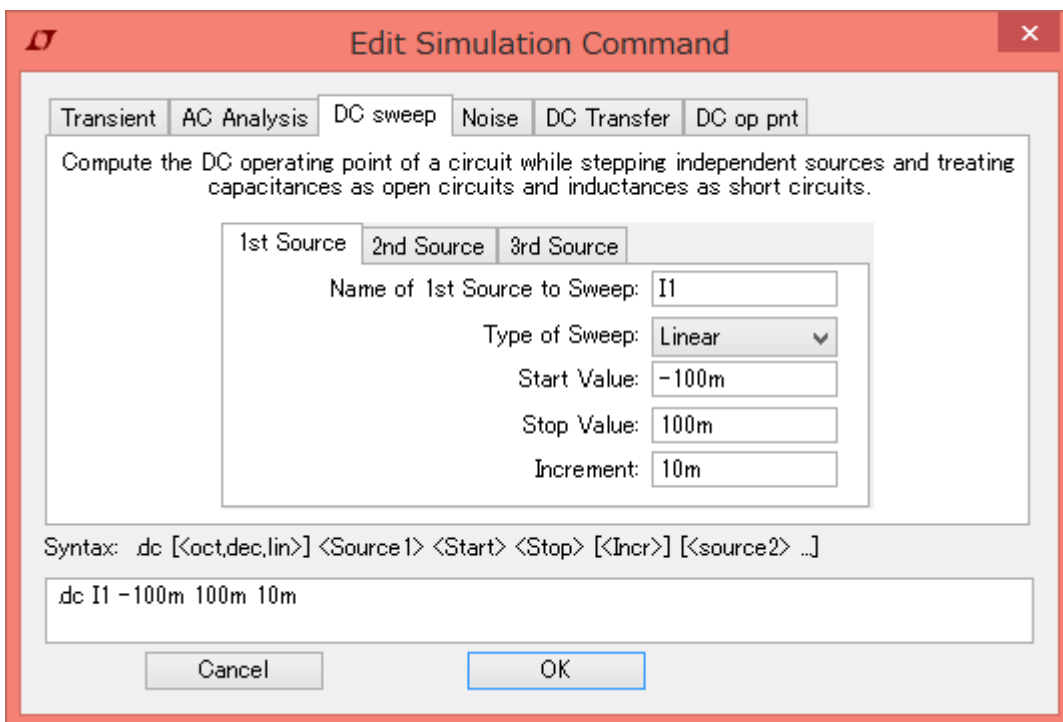 Edit Simulation Command
Transient AC Analysis DC sweep Noise DC Transfer DC op pnt
Compute the DC operating point of a circuit while stepping independent sources and treating
capacitances as open circuits and inductances as short circuits.
1st Source 2nd Source 3rd Source
Name of 1st Source to Sweep: I1
Type of Sweep: Linear
Start Value: -100m
Stop Value: 100m
Increment: 10m
Syntax: .dc [<oct,dec,lin>] <Source1> <Start> <Stop> [<Incr>] [<source2> ...]
.dc I1 -100m 100m 10m
Cancel OK